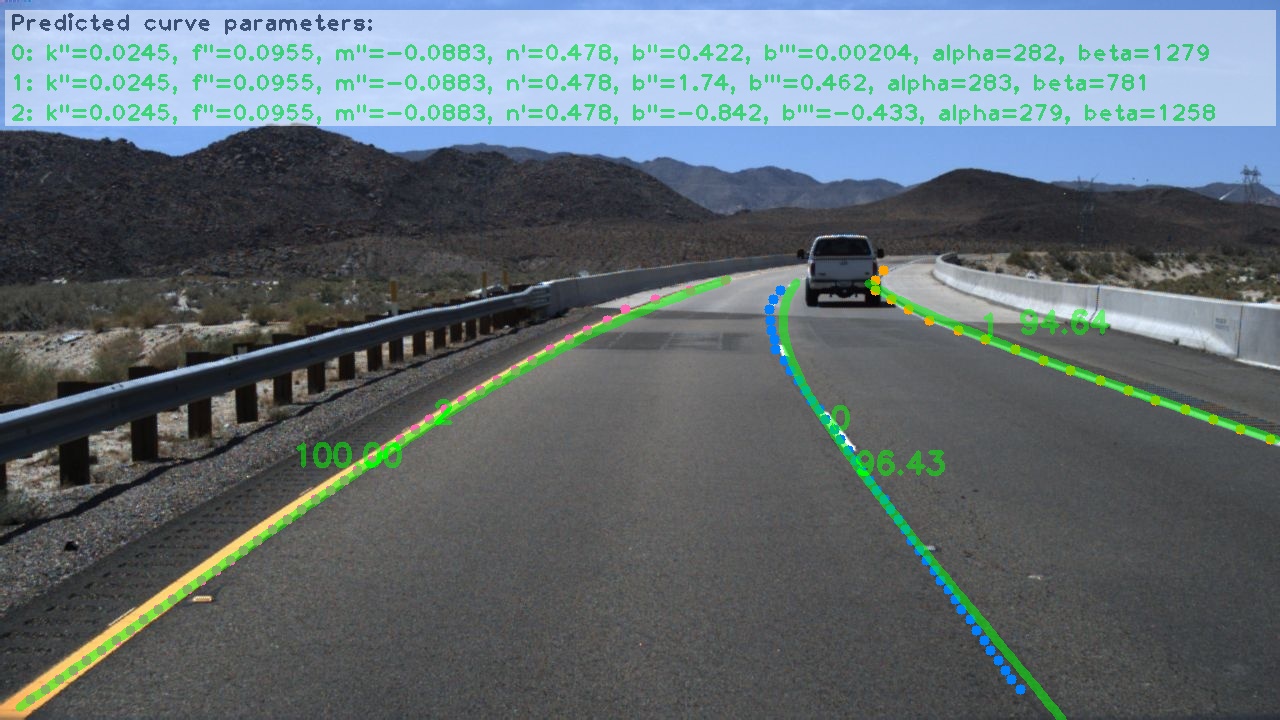 Predicted curve parameters:
0: k''=0.0245, f''=0.0955, m''=-0.0883, n'=0.478, b''=0.422, b'''=0.00204, alpha=282, beta=1279
1: k''=0.0245, f''=0.0955, m''=-0.0883, n'=0.478, b''=1.74, b'''=0.462, alpha=283, beta=781
2: k''=0.0245, f''=0.0955, m''=-0.0883, n'=0.478, b''=-0.842, b'''=-0.433, alpha=279, beta=1258
1 94.64
2
0
100.00
96.43